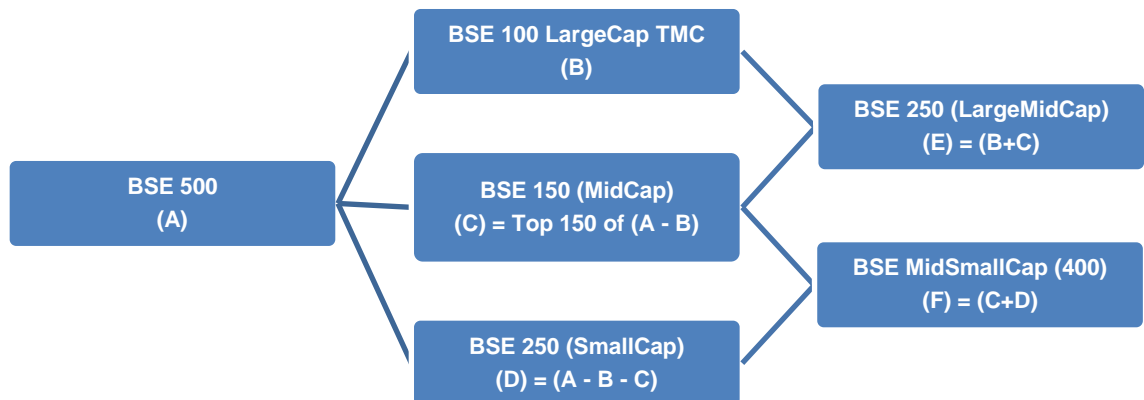 BSE 500
(A)
BSE 100 LargeCap TMC
(B)
BSE 150 (MidCap)
(C) = Top 150 of (A - B)
BSE 250 (SmallCap)
(D) = (A - B - C)
BSE 250 (LargeMidCap)
(E) = (B+C)
BSE MidSmallCap (400)
(F) = (C+D)